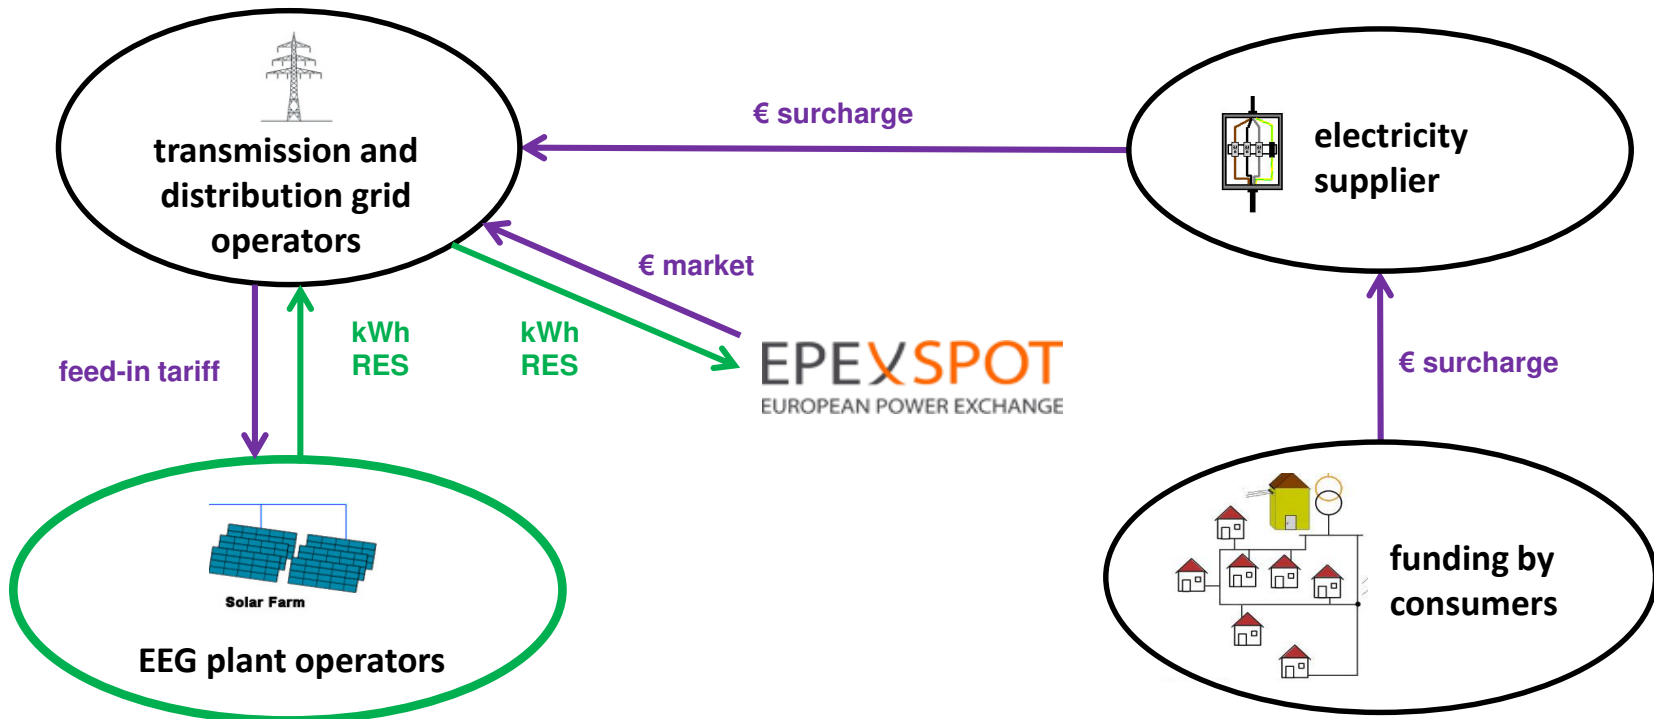 € surcharge
transmission and
distribution grid
operators
electricity
supplier
€ market
kWh
RES
kWh
RES
feed-in tariff
EPEXSPOT
EUROPEAN POWER EXCHANGE
€ surcharge
Solar Farm
EEG plant operators
funding by
consumers